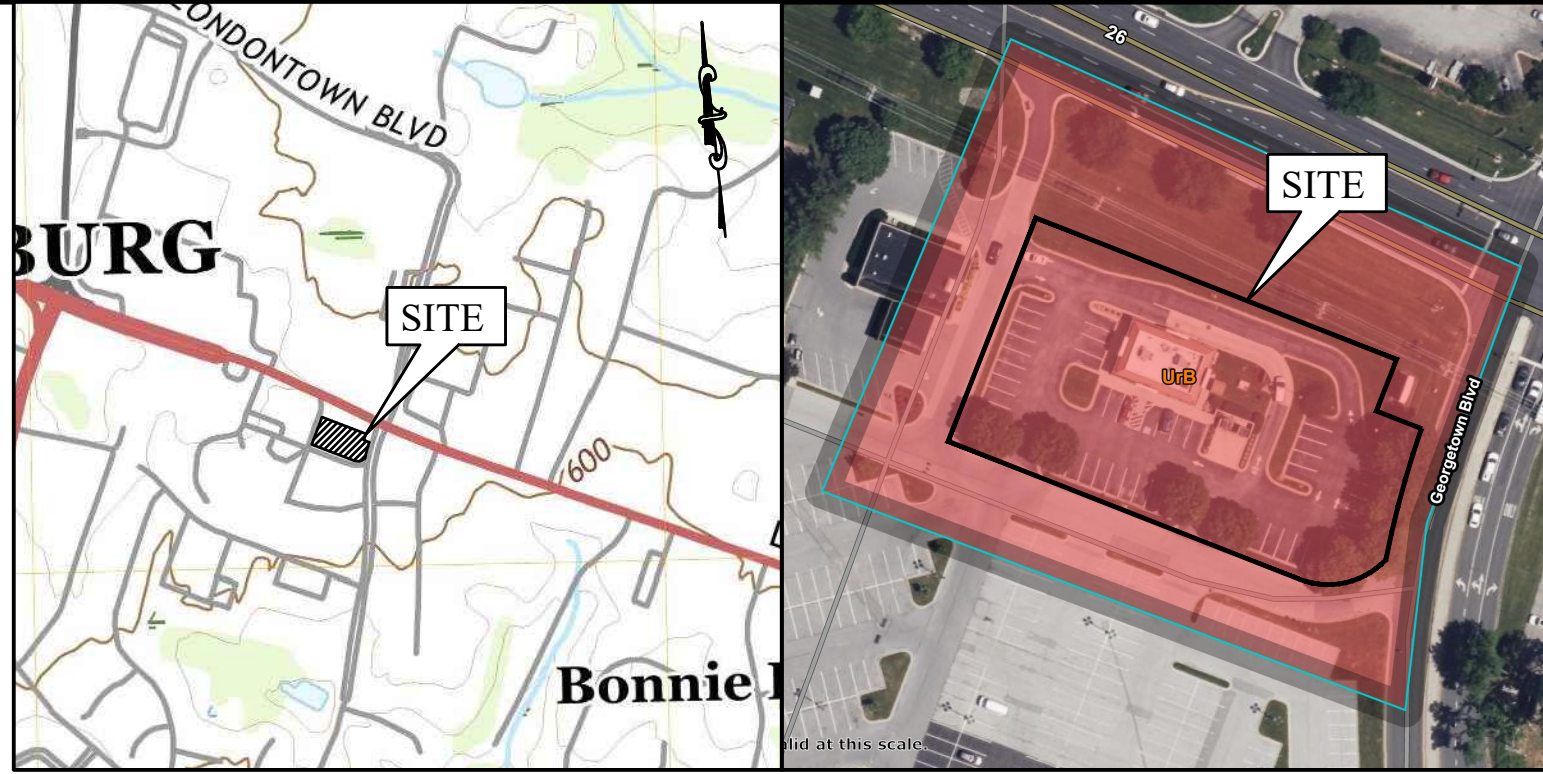 LONDONTOWN BLVD
BURG
SITE
600
Bonnie
26
SITE
UrB
Georgetown Blvd
alid at this scale.